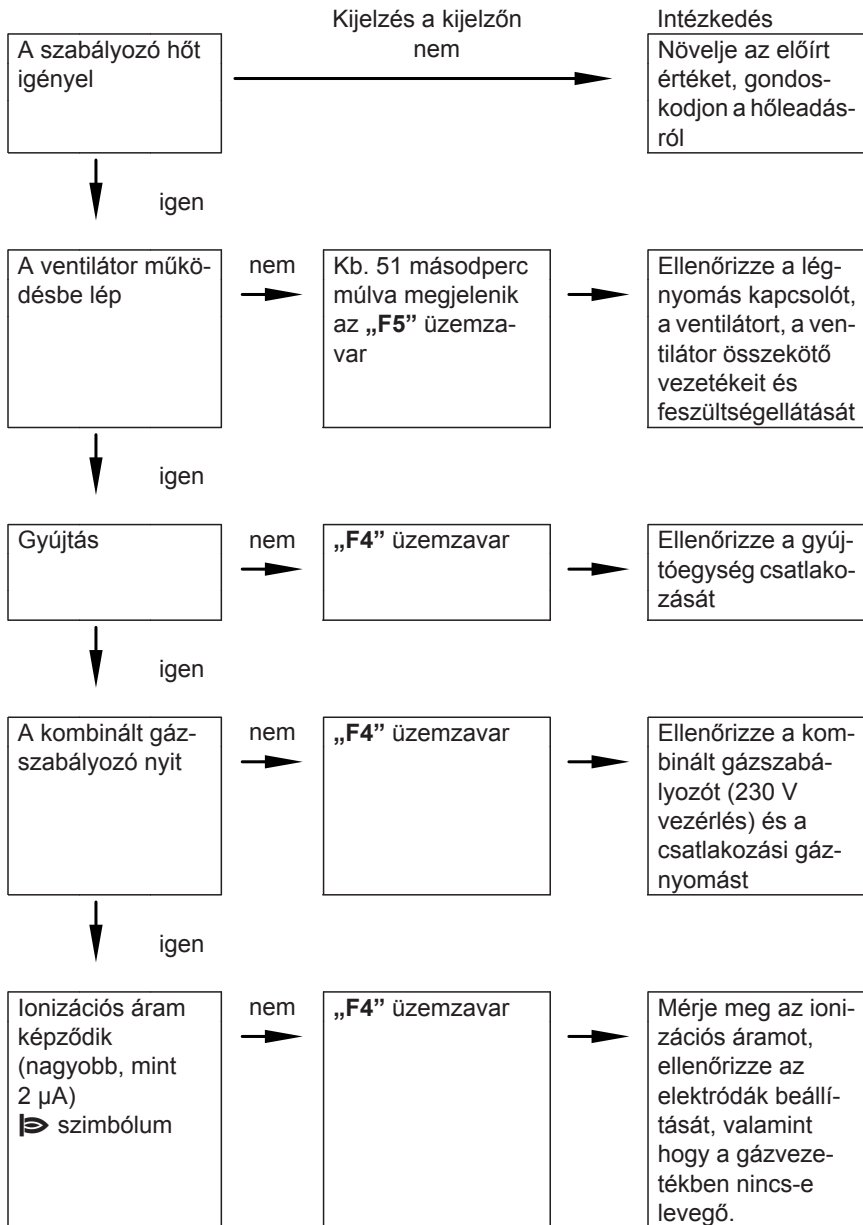 Kijelzés a kijelzőn
Intézkedés
nem
A szabályozó hőt
igényel
Növelje az előírt
értéket, gondos-
kodjon a hőleadás-
ról
igen
A ventilátor műkö-
désbe lép
nem
Kb. 51 másodperc
múlva megjelenik
az „F5” üzemza-
var
Ellenőrizze a lég-
nyomás kapcsolót,
a ventilátort, a ven-
tilátor összekötő
vezetékeit és
feszültségellátását
igen
Gyújtás
nem
„F4” üzemzavar
Ellenőrizze a gyúj-
tóegység csatlako-
zását
igen
A kombinált gáz-
szabályozó nyit
nem
„F4” üzemzavar
Ellenőrizze a kom-
binált gázszabá-
lyozót (230 V
vezérlés) és a
csatlakozási gáz-
nyomást
igen
Ionizációs áram
képződik
(nagyobb, mint
2 μA)
szimbólum
nem
„F4” üzemzavar
Mérje meg az ioni-
zációs áramot,
ellenőrizze az
elektródák beállí-
tását, valamint
hogy a gázveze-
tékben nincs-e
levegő.